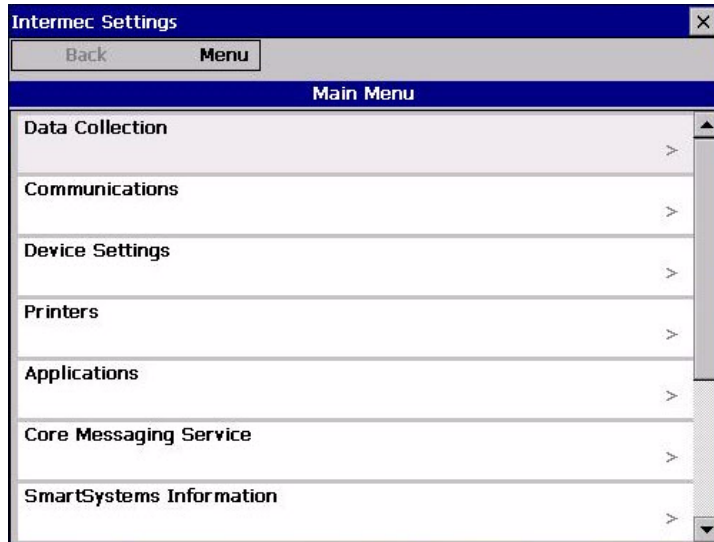 Intermec Settings
Back Menu
Main Menu
Data Collection
>
Communications
>
Device Settings
>
Printers
>
Applications
>
Core Messaging Service
>
SmartSystems Information
>